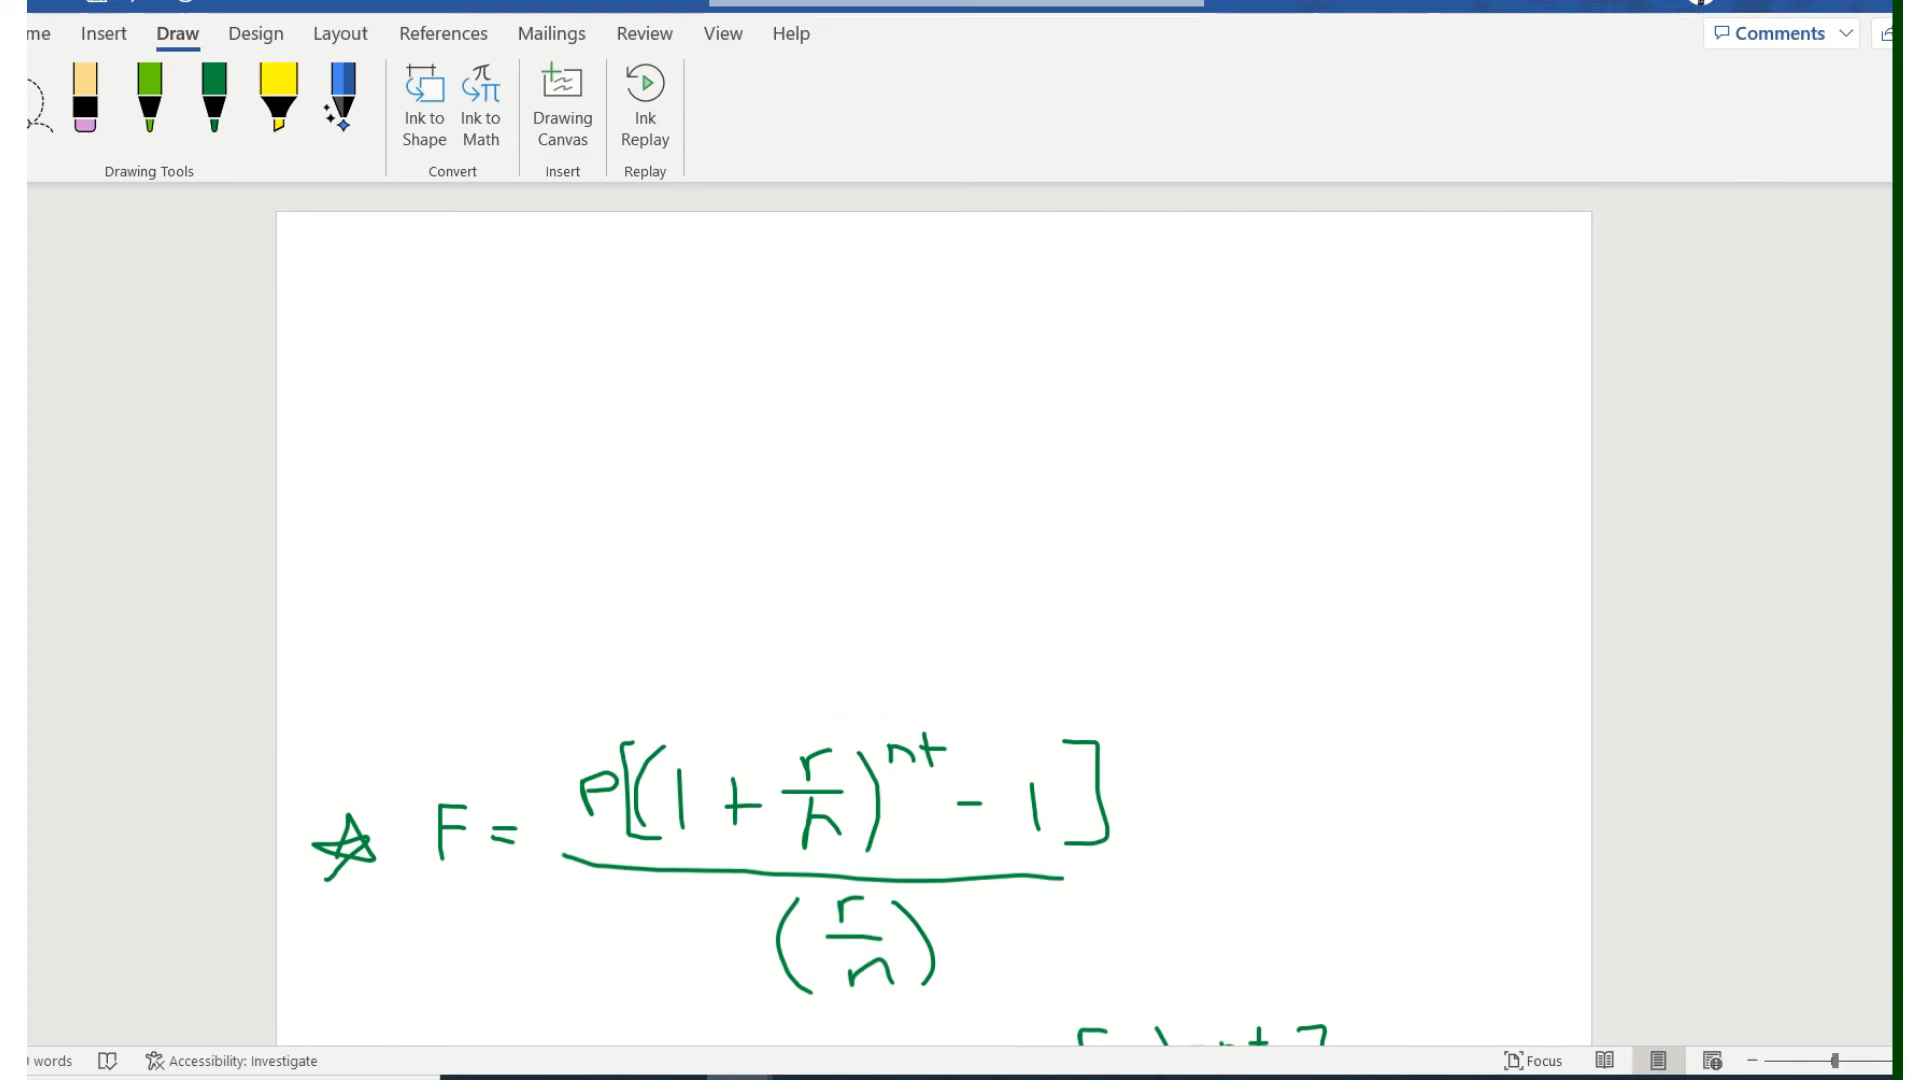 Insert Draw Design Layout References Mailings Review View Help Comments
Ink to Shape
Ink to Math
Drawing Canvas
Ink Replay
Drawing Tools Convert Insert Replay
F = P[(1 + r/n)^nt - 1]
(r/n)
words Accessibility: Investigate Focus